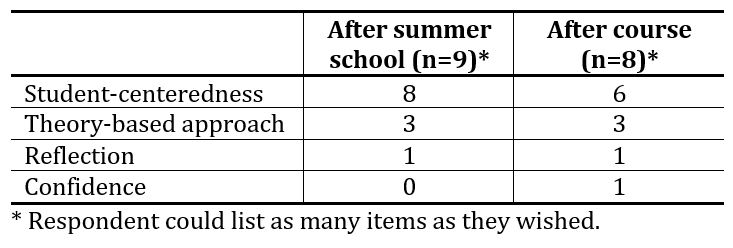 After summer After course
school (n=9)* (n=8)*
Student-centeredness 8 6
Theory-based approach 3 3
Reflection 1 1
Confidence 0 1
* Respondent could list as many items as they wished.